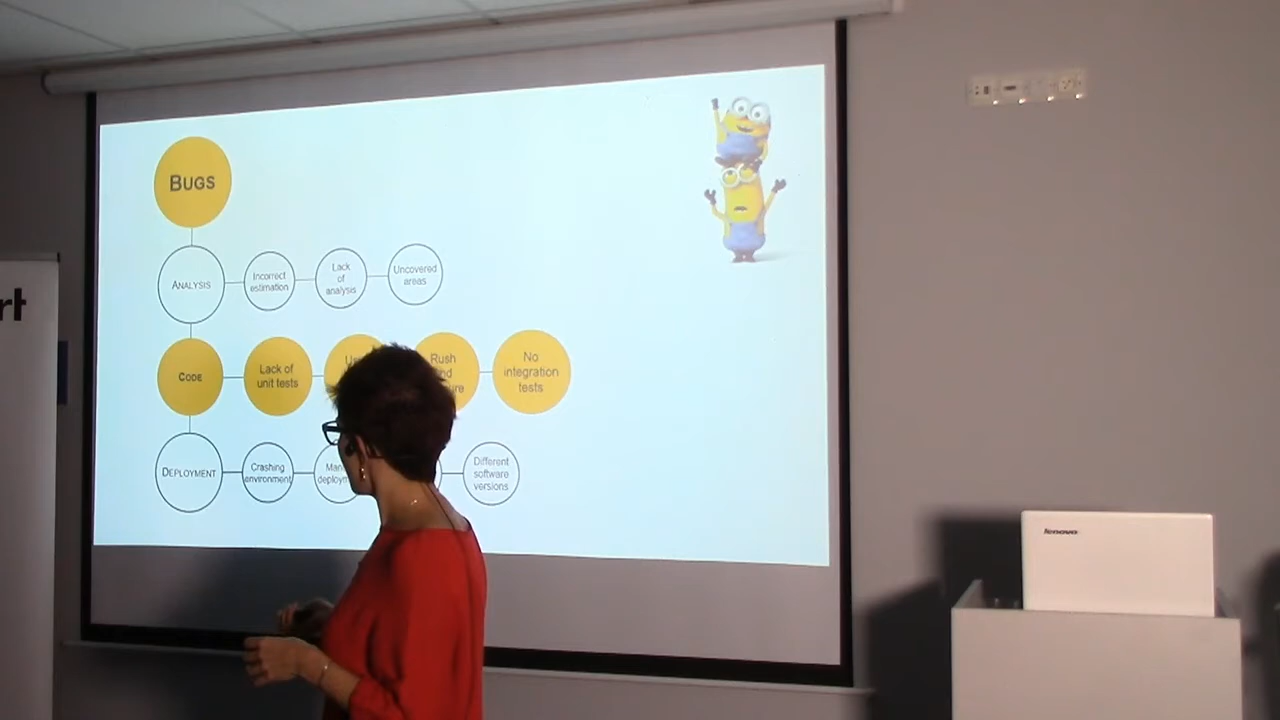 BUGS
ANALYSIS
Incorrect
estimation
Lack
of
analysis
Uncovered
areas
CODE
Lack of
unit tests
Rush
No
integration
tests
DEPLOYMENT
Crashing
environment
Different
software
versions
rt
lenovo